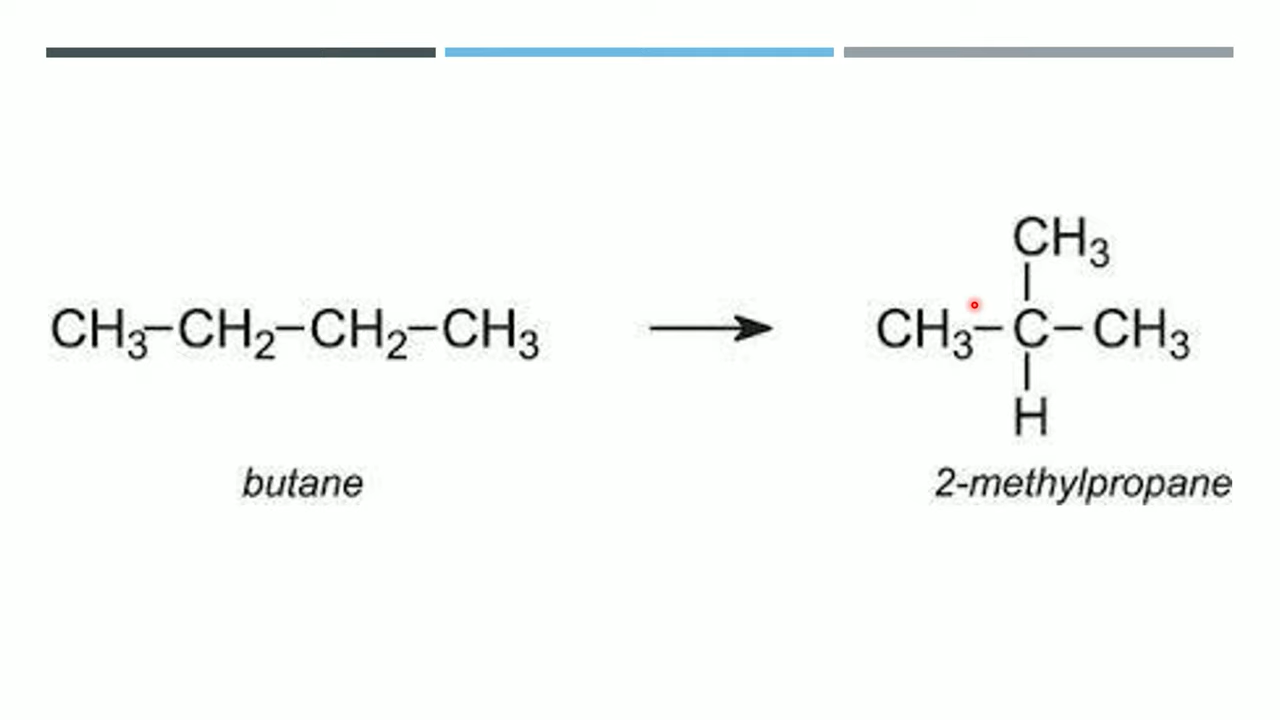 CH3
CH3-CH2-CH2-CH3
CH3-C-CH3
H
butane
2-methylpropane